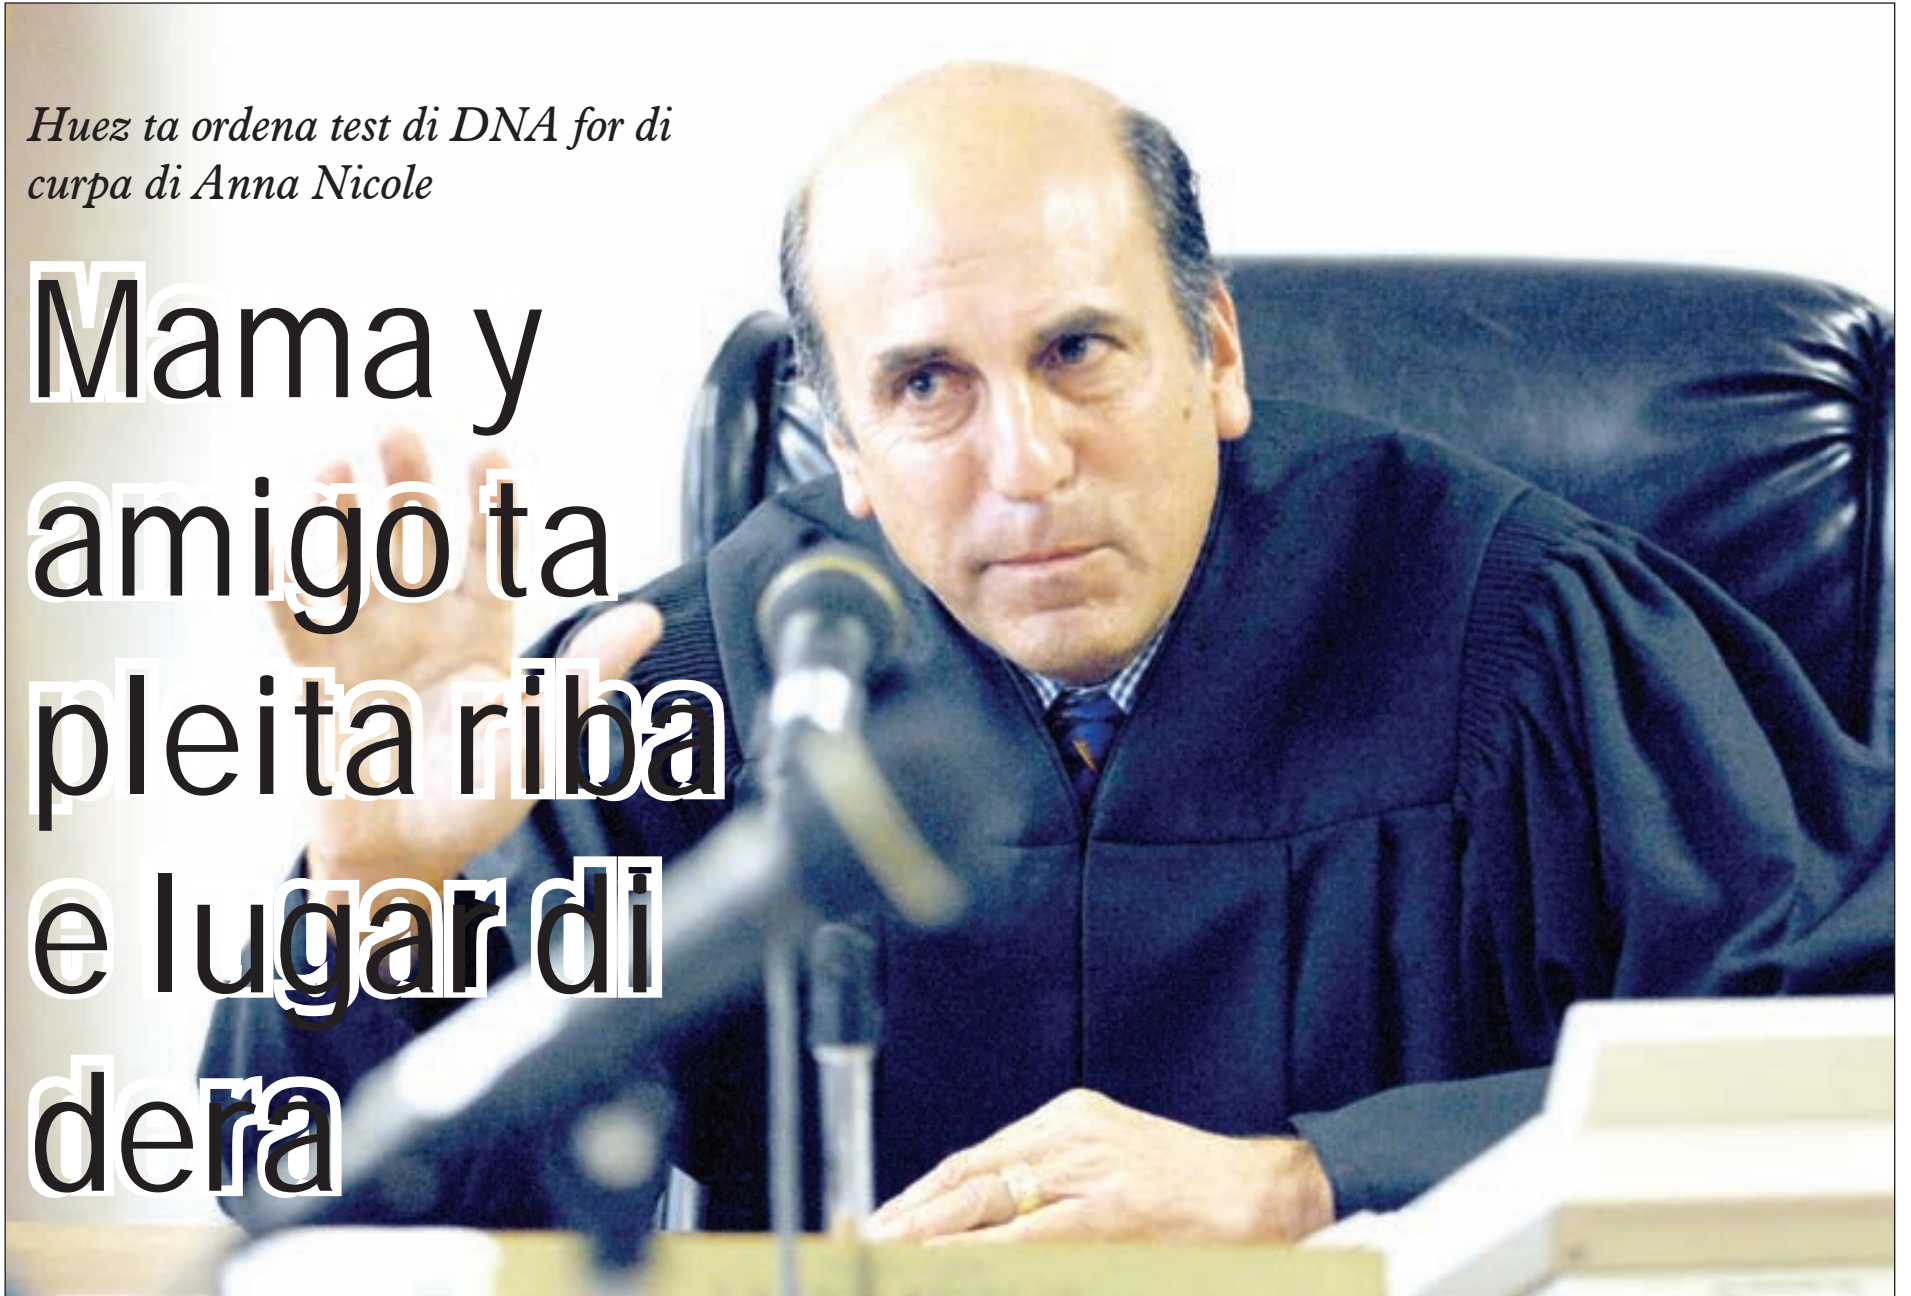 Huez ta ordena test di DNA for di
curpa di Anna Nicole
Mama y
amigo ta
pleita riba
e lugar di
dera